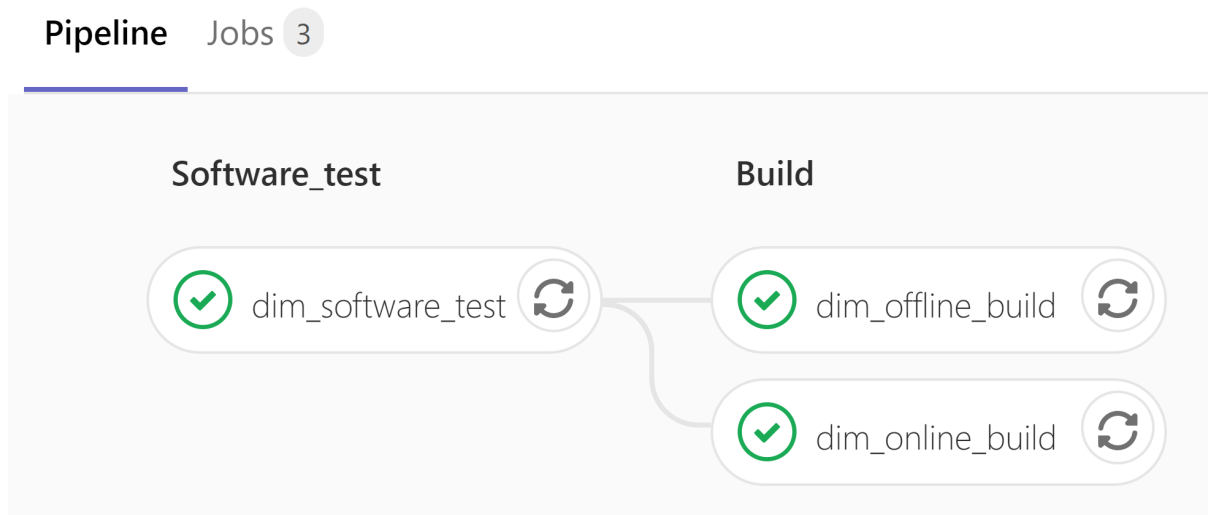 Pipeline Jobs 3
Software_test Build
dim_software_test dim_offline_build
dim_online_build